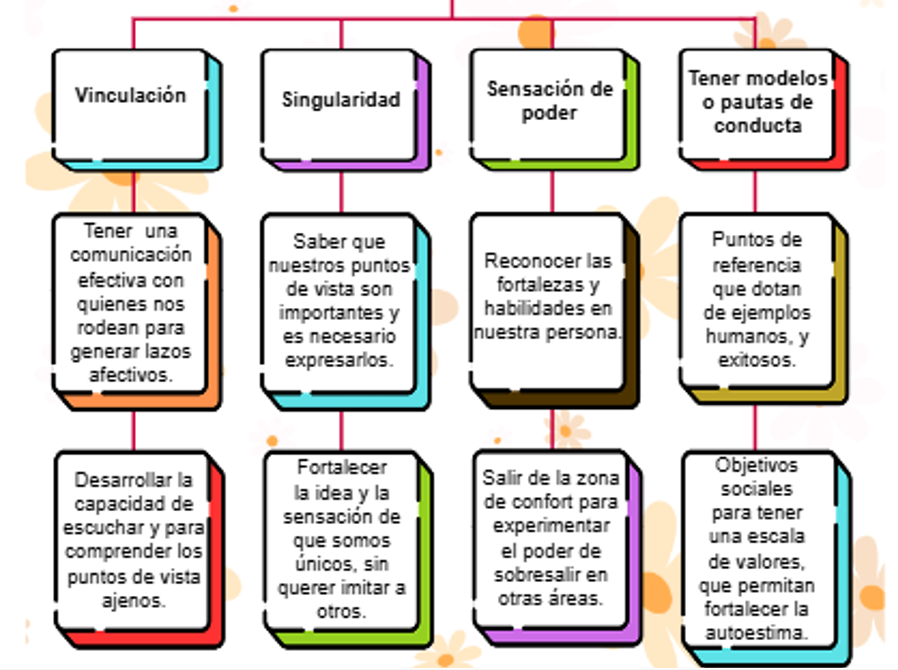 Vinculación
Tener una
comunicación
efectiva con
quienes nos
rodean para
generar lazos
afectivos.
Desarrollar la
capacidad de
escuchar y para
comprender los
puntos de vista
ajenos.
Singularidad
Saber que
nuestros puntos
de vista son
importantes y
es necesario
expresarlos.
Fortalecer
la idea y la
sensación de
que somos
únicos, sin
querer imitar a
otros.
Sensación de
poder
Reconocer las
fortalezas y
habilidades en
nuestra persona.
Salir de la zona
de confort para
experimentar
el poder de
sobresalir en
otras áreas.
Tener modelos
o pautas de
conducta
Puntos de
referencia
que dotan
de ejemplos
humanos, y
exitosos.
Objetivos
sociales
para tener
una escala
de valores,
que permitan
fortalecer la
autoestima.